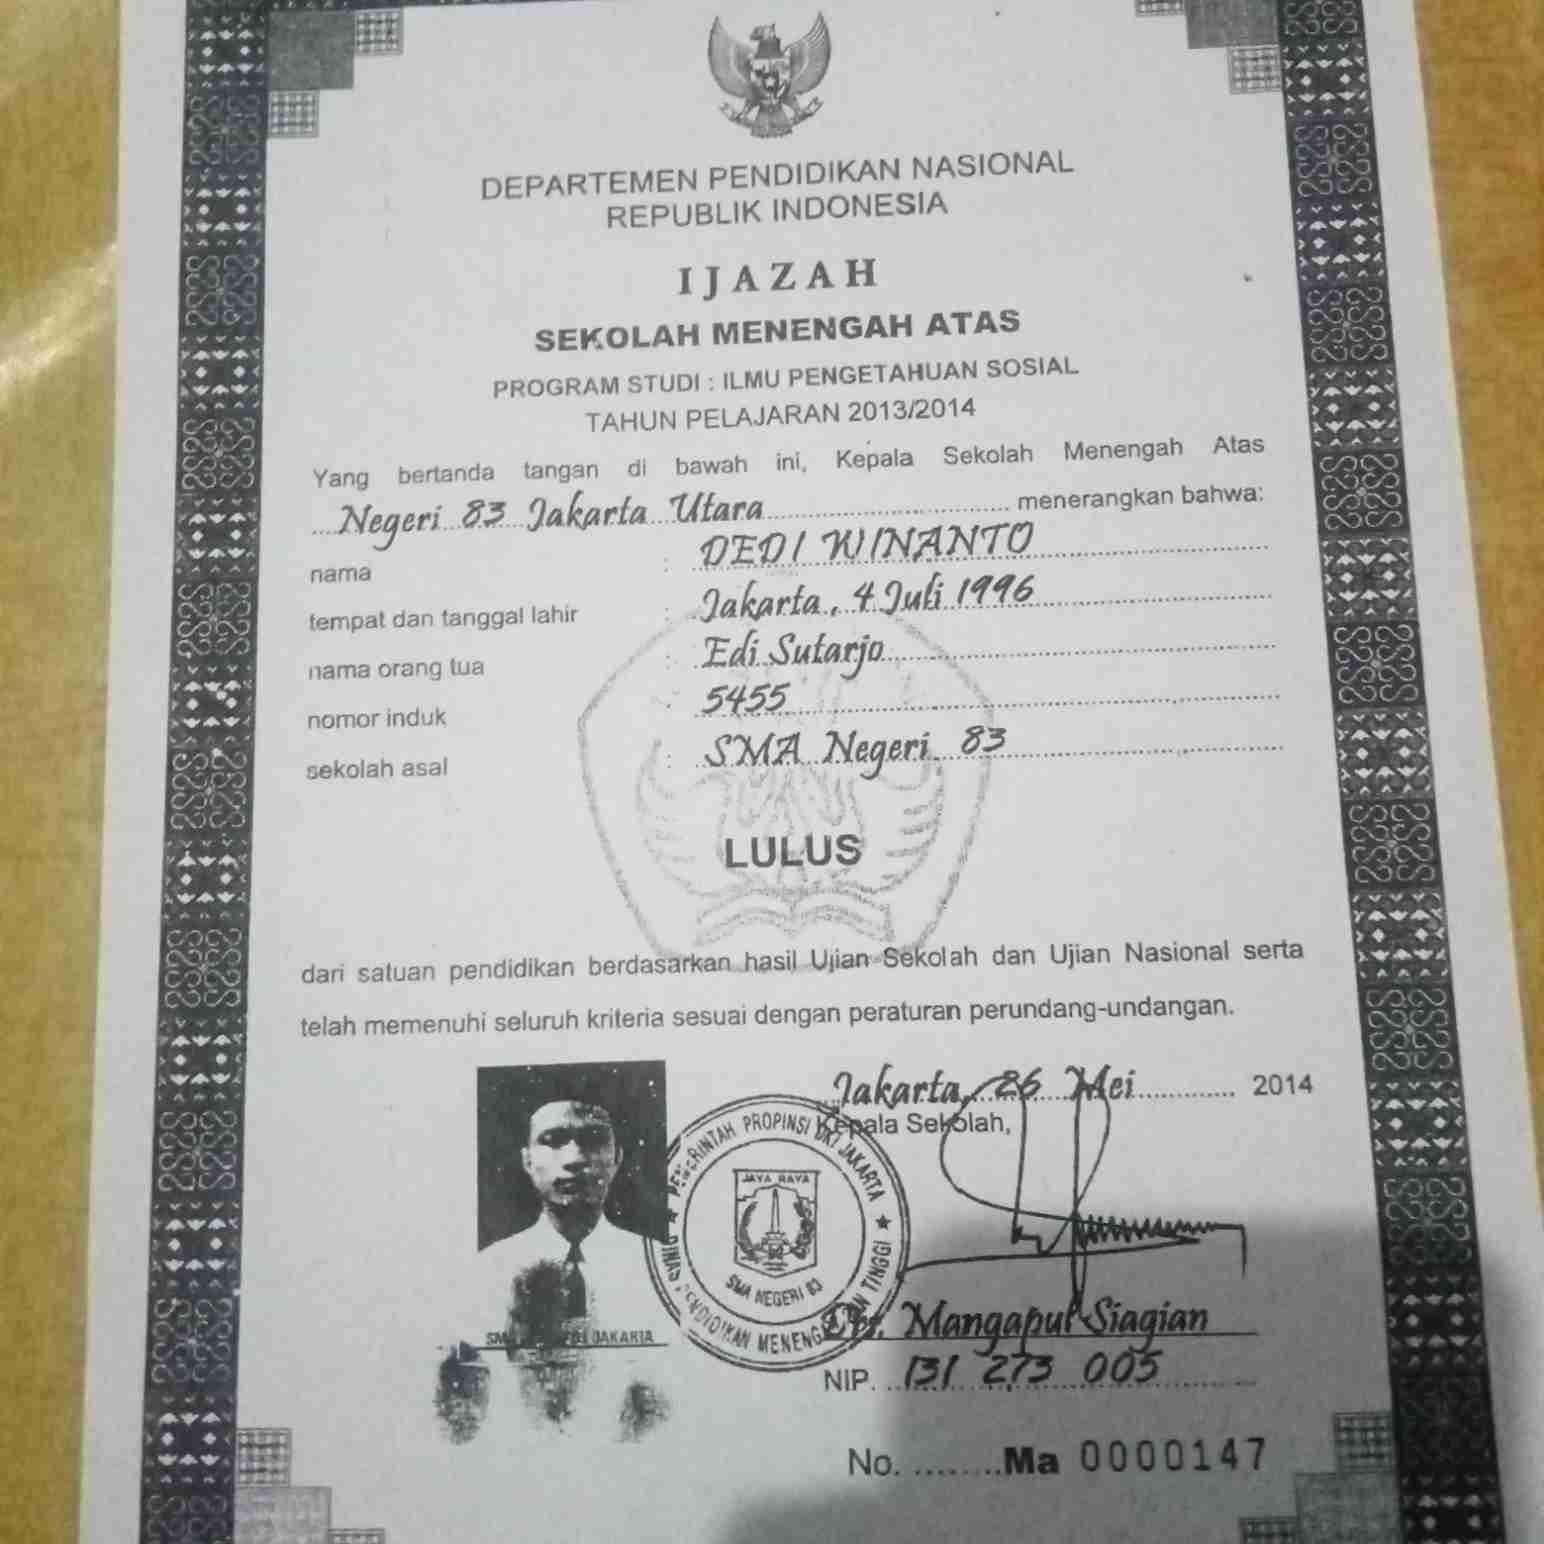 DEPARTEMEN PENDIDIKAN NASIONAL
REPUBLIK INDONESIA
IJAZAH
SEKOLAH MENENGAH ATAS
PROGRAM STUDI : ILMU PENGETAHUAN SOSIAL
TAHUN PELAJARAN 2013/2014
Yang bertanda tangan di bawah ini, Kepala Sekolah Menengah Atas
Negeri 83 Jakarta Utara menerangkan bahwa:
nama : DEDI WINANTO
tempat dan tanggal lahir : Jakarta, 4 Juli 1996
nama orang tua : Edi Sutarjo
nomor induk : 5455
sekolah asal : SMA Negeri 83
LULUS
dari satuan pendidikan berdasarkan hasil Ujian Sekolah dan Ujian Nasional serta
telah memenuhi seluruh kriteria sesuai dengan peraturan perundang-undangan.
Jakarta, 26 Mei 2014
Kepala Sekolah,
PEMERINTAH PROPINSI DKI JAKARTA
JAYA RAYA
SMA NEGERI 83
DINAS PENDIDIKAN MENENGAH DAN TINGGI
JAKARTA
Drs. Mangapul Siagian
NIP. 131 273 005
No. ........Ma 0000147